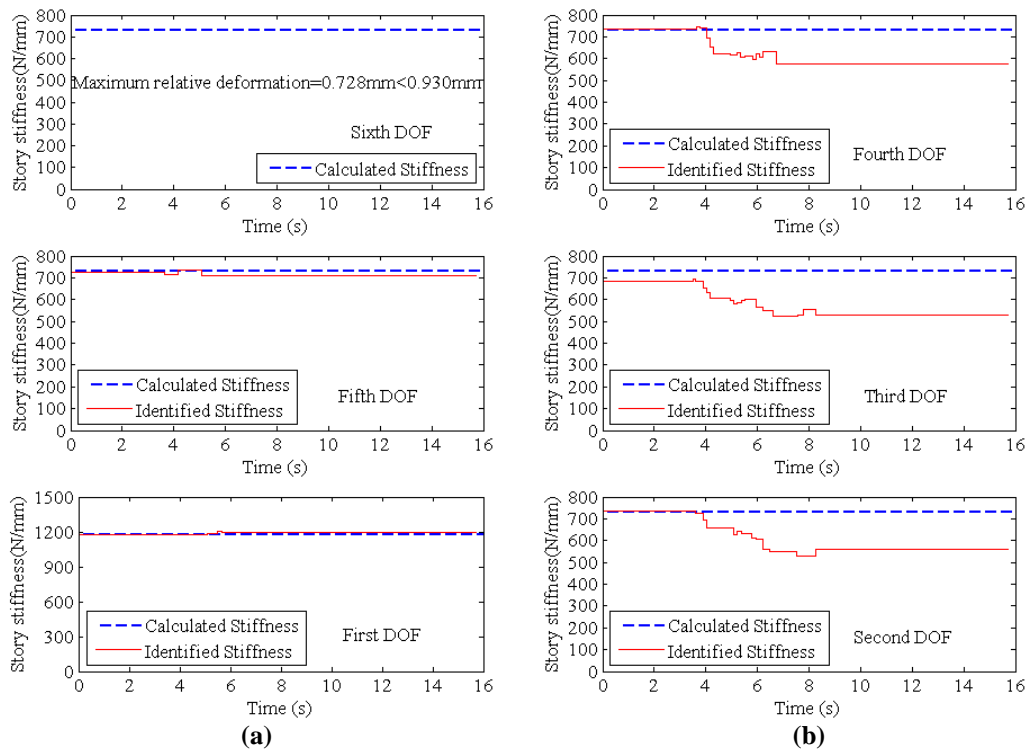 Story stiffness(N/mm)
800
700
600
500
400
300
200
100
0
Maximum relative deformation=0.728mm<0.930mm
Sixth DOF
Calculated Stiffness
0 2 4 6 8 10 12 14 16
Time (s)
Story stiffness(N/mm)
800
700
600
500
400
300
200
100
0
Fourth DOF
Calculated Stiffness
Identified Stiffness
0 2 4 6 8 10 12 14 16
Time (s)
Story stiffness(N/mm)
800
700
600
500
400
300
200
100
0
Fifth DOF
Calculated Stiffness
Identified Stiffness
0 2 4 6 8 10 12 14 16
Time (s)
Story stiffness(N/mm)
800
700
600
500
400
300
200
100
0
Third DOF
Calculated Stiffness
Identified Stiffness
0 2 4 6 8 10 12 14 16
Time (s)
Story stiffness(N/mm)
1500
1200
900
600
300
0
First DOF
Calculated Stiffness
Identified Stiffness
0 2 4 6 8 10 12 14 16
Time (s)
Story stiffness(N/mm)
800
700
600
500
400
300
200
100
0
Second DOF
Calculated Stiffness
Identified Stiffness
0 2 4 6 8 10 12 14 16
Time (s)
(a)
(b)